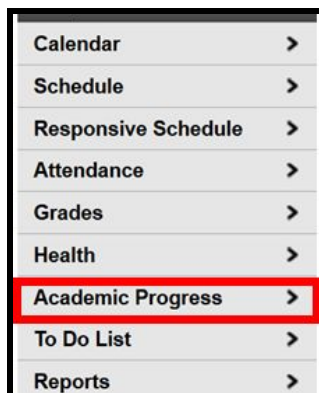 Calendar
Schedule
Responsive Schedule
Attendance
Grades
Health
Academic Progress
To Do List
Reports